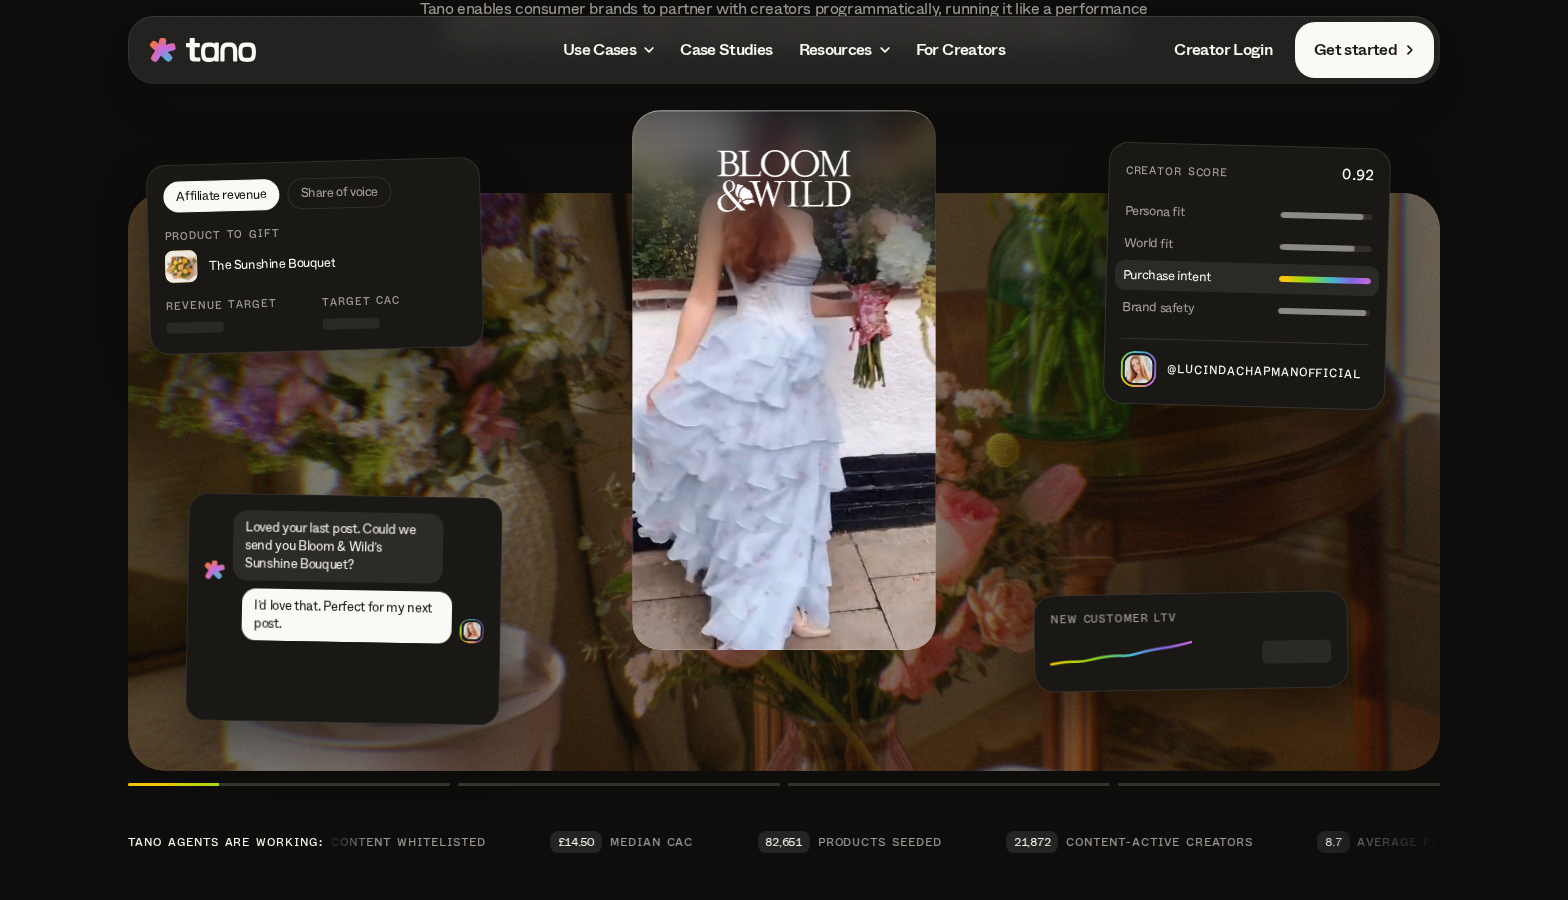 Tano enables consumer brands to partner with creators programmatically, running it like a performance
tano
Use Cases
Case Studies
Resources
For Creators
Creator Login
Get started
Affiliate revenue
Share of voice
PRODUCT TO GIFT
The Sunshine Bouquet
REVENUE TARGET
TARGET CAC
BLOOM
&WILD
CREATOR SCORE
0.92
Persona fit
World fit
Purchase intent
Brand safety
@LUCINDACHAPMANOFFICIAL
Loved your last post. Could we
send you Bloom & Wild's
Sunshine Bouquet?
I'd love that. Perfect for my next
post.
NEW CUSTOMER LTV
TANO AGENTS ARE WORKING:
CONTENT WHITELISTED
£14.50 MEDIAN CAC
82,651 PRODUCTS SEEDED
21,872 CONTENT-ACTIVE CREATORS
8.7 AVERAGE